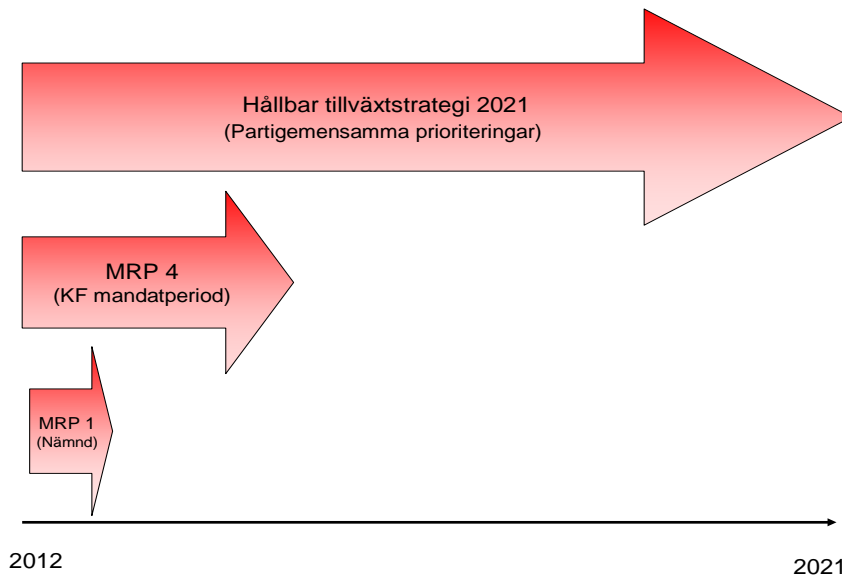 Hållbar tillväxtstrategi 2021
(Partigemensamma prioriteringar)
MRP 4
(KF mandatperiod)
MRP 1
(Nämnd)
2012
2021